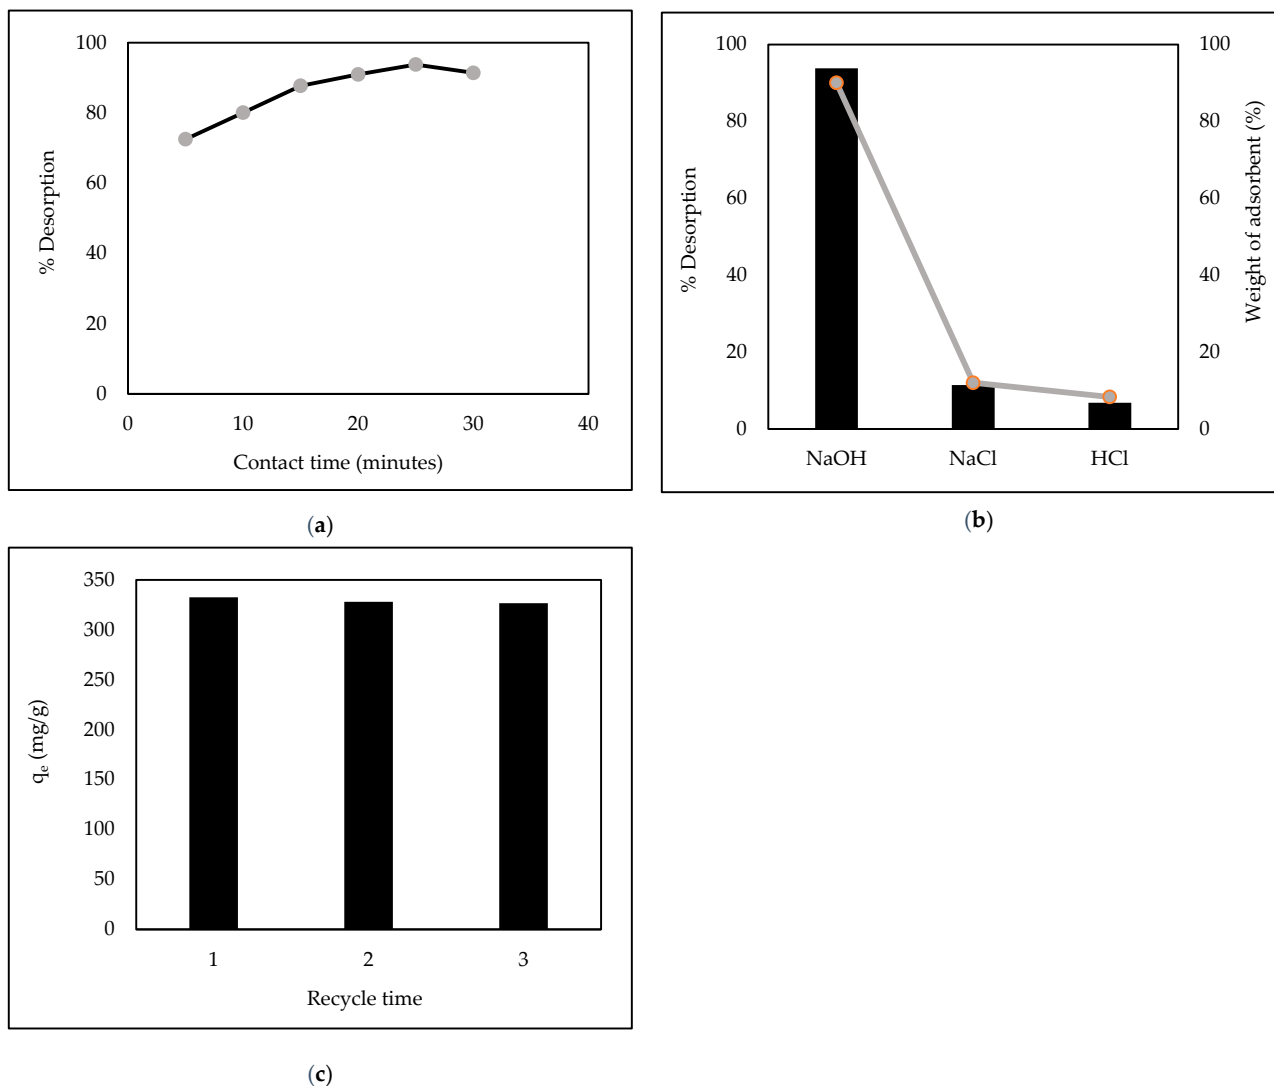 100
80
60
40
20
0
% Desorption
0 10 20 30 40
Contact time (minutes)
(a)
100
80
60
40
20
0
% Desorption
100
80
60
40
20
0
Weight of adsorbent (%)
NaOH NaCl HCl
(b)
350
300
250
200
150
100
50
0
qe (mg/g)
1 2 3
Recycle time
(c)